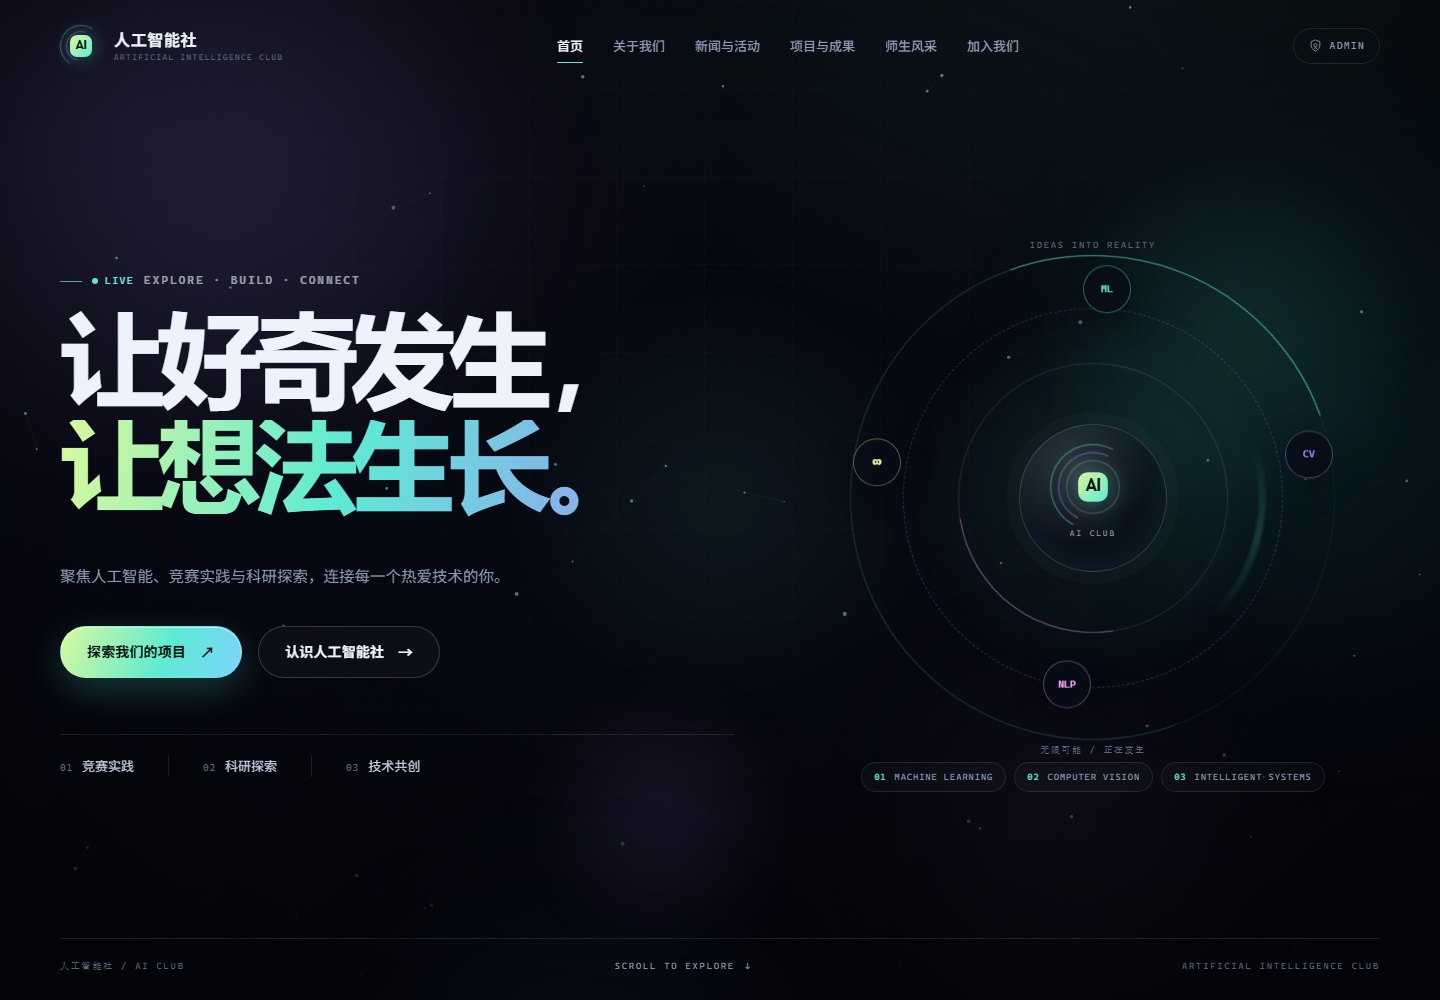 AI
人工智能社
ARTIFICIAL INTELLIGENCE CLUB
首页 关于我们 新闻与活动 项目与成果 师生风采 加入我们
ADMIN
LIVE EXPLORE · BUILD · CONNECT
让好奇发生，
让想法生长。
聚焦人工智能、竞赛实践与科研探索，连接每一个热爱技术的你。
探索我们的项目 ↗
认识人工智能社 →
01 竞赛实践
02 科研探索
03 技术共创
IDEAS INTO REALITY
ML
∞
CV
AI
AI CLUB
NLP
无限可能 / 正在发生
01 MACHINE LEARNING
02 COMPUTER VISION
03 INTELLIGENT SYSTEMS
人工智能社 / AI CLUB
SCROLL TO EXPLORE ↓
ARTIFICIAL INTELLIGENCE CLUB